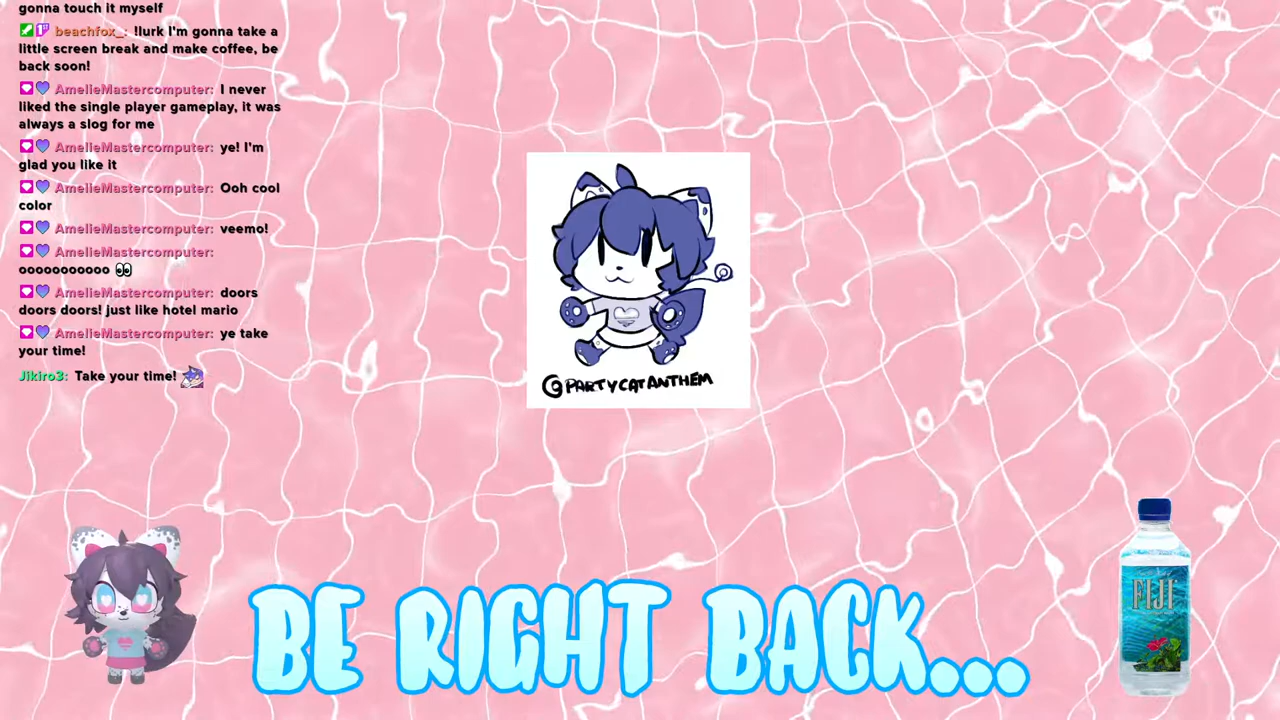 gonna touch it myself
beachfox_: !lurk I'm gonna take a
little screen break and make coffee, be
back soon!
AmelieMastercomputer: I never
liked the single player gameplay, it was
always a slog for me
AmelieMastercomputer: ye! I'm
glad you like it
AmelieMastercomputer: Ooh cool
color
AmelieMastercomputer: veemo!
AmelieMastercomputer:
ooooooooooo 👀
AmelieMastercomputer: doors
doors doors! just like hotel mario
AmelieMastercomputer: ye take
your time!
Jikiro3: Take your time!
@PARTYCATANTHEM
FIJI
BE RIGHT BACK...